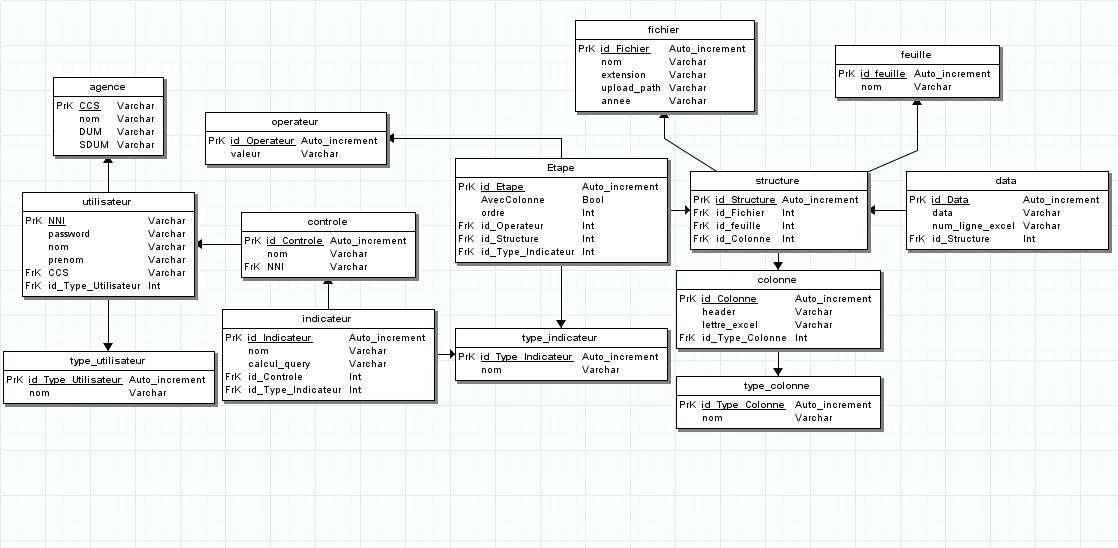 fichier
PrK id_Fichier Auto_increment
nom Varchar
extension Varchar
upload_path Varchar
annee Varchar
feuille
PrK id_feuille Auto_increment
nom Varchar
agence
PrK CCS Varchar
nom Varchar
DUM Varchar
SDUM Varchar
operateur
PrK id_Operateur Auto_increment
valeur Varchar
Etape
PrK id_Etape Auto_increment
AvecColonne Bool
ordre Int
FrK id_Operateur Int
FrK id_Structure Int
FrK id_Type_Indicateur Int
structure
PrK id_Structure Auto_increment
FrK id_Fichier Int
FrK id_feuille Int
FrK id_Colonne Int
data
PrK id_Data Auto_increment
data Varchar
num_ligne_excel Varchar
FrK id_Structure Int
utilisateur
PrK NNI Varchar
password Varchar
nom Varchar
prenom Varchar
FrK CCS Varchar
FrK id_Type_Utilisateur Int
controle
PrK id_Controle Auto_increment
nom Varchar
FrK NNI Varchar
colonne
PrK id_Colonne Auto_increment
header Varchar
lettre_excel Varchar
FrK id_Type_Colonne Int
indicateur
PrK id_Indicateur Auto_increment
nom Varchar
calcul_query Varchar
FrK id_Controle Int
FrK id_Type_Indicateur Int
type_indicateur
PrK id_Type_Indicateur Auto_increment
nom Varchar
type_utilisateur
PrK id_Type_Utilisateur Auto_increment
nom Varchar
type_colonne
PrK id_Type_Colonne Auto_increment
nom Varchar